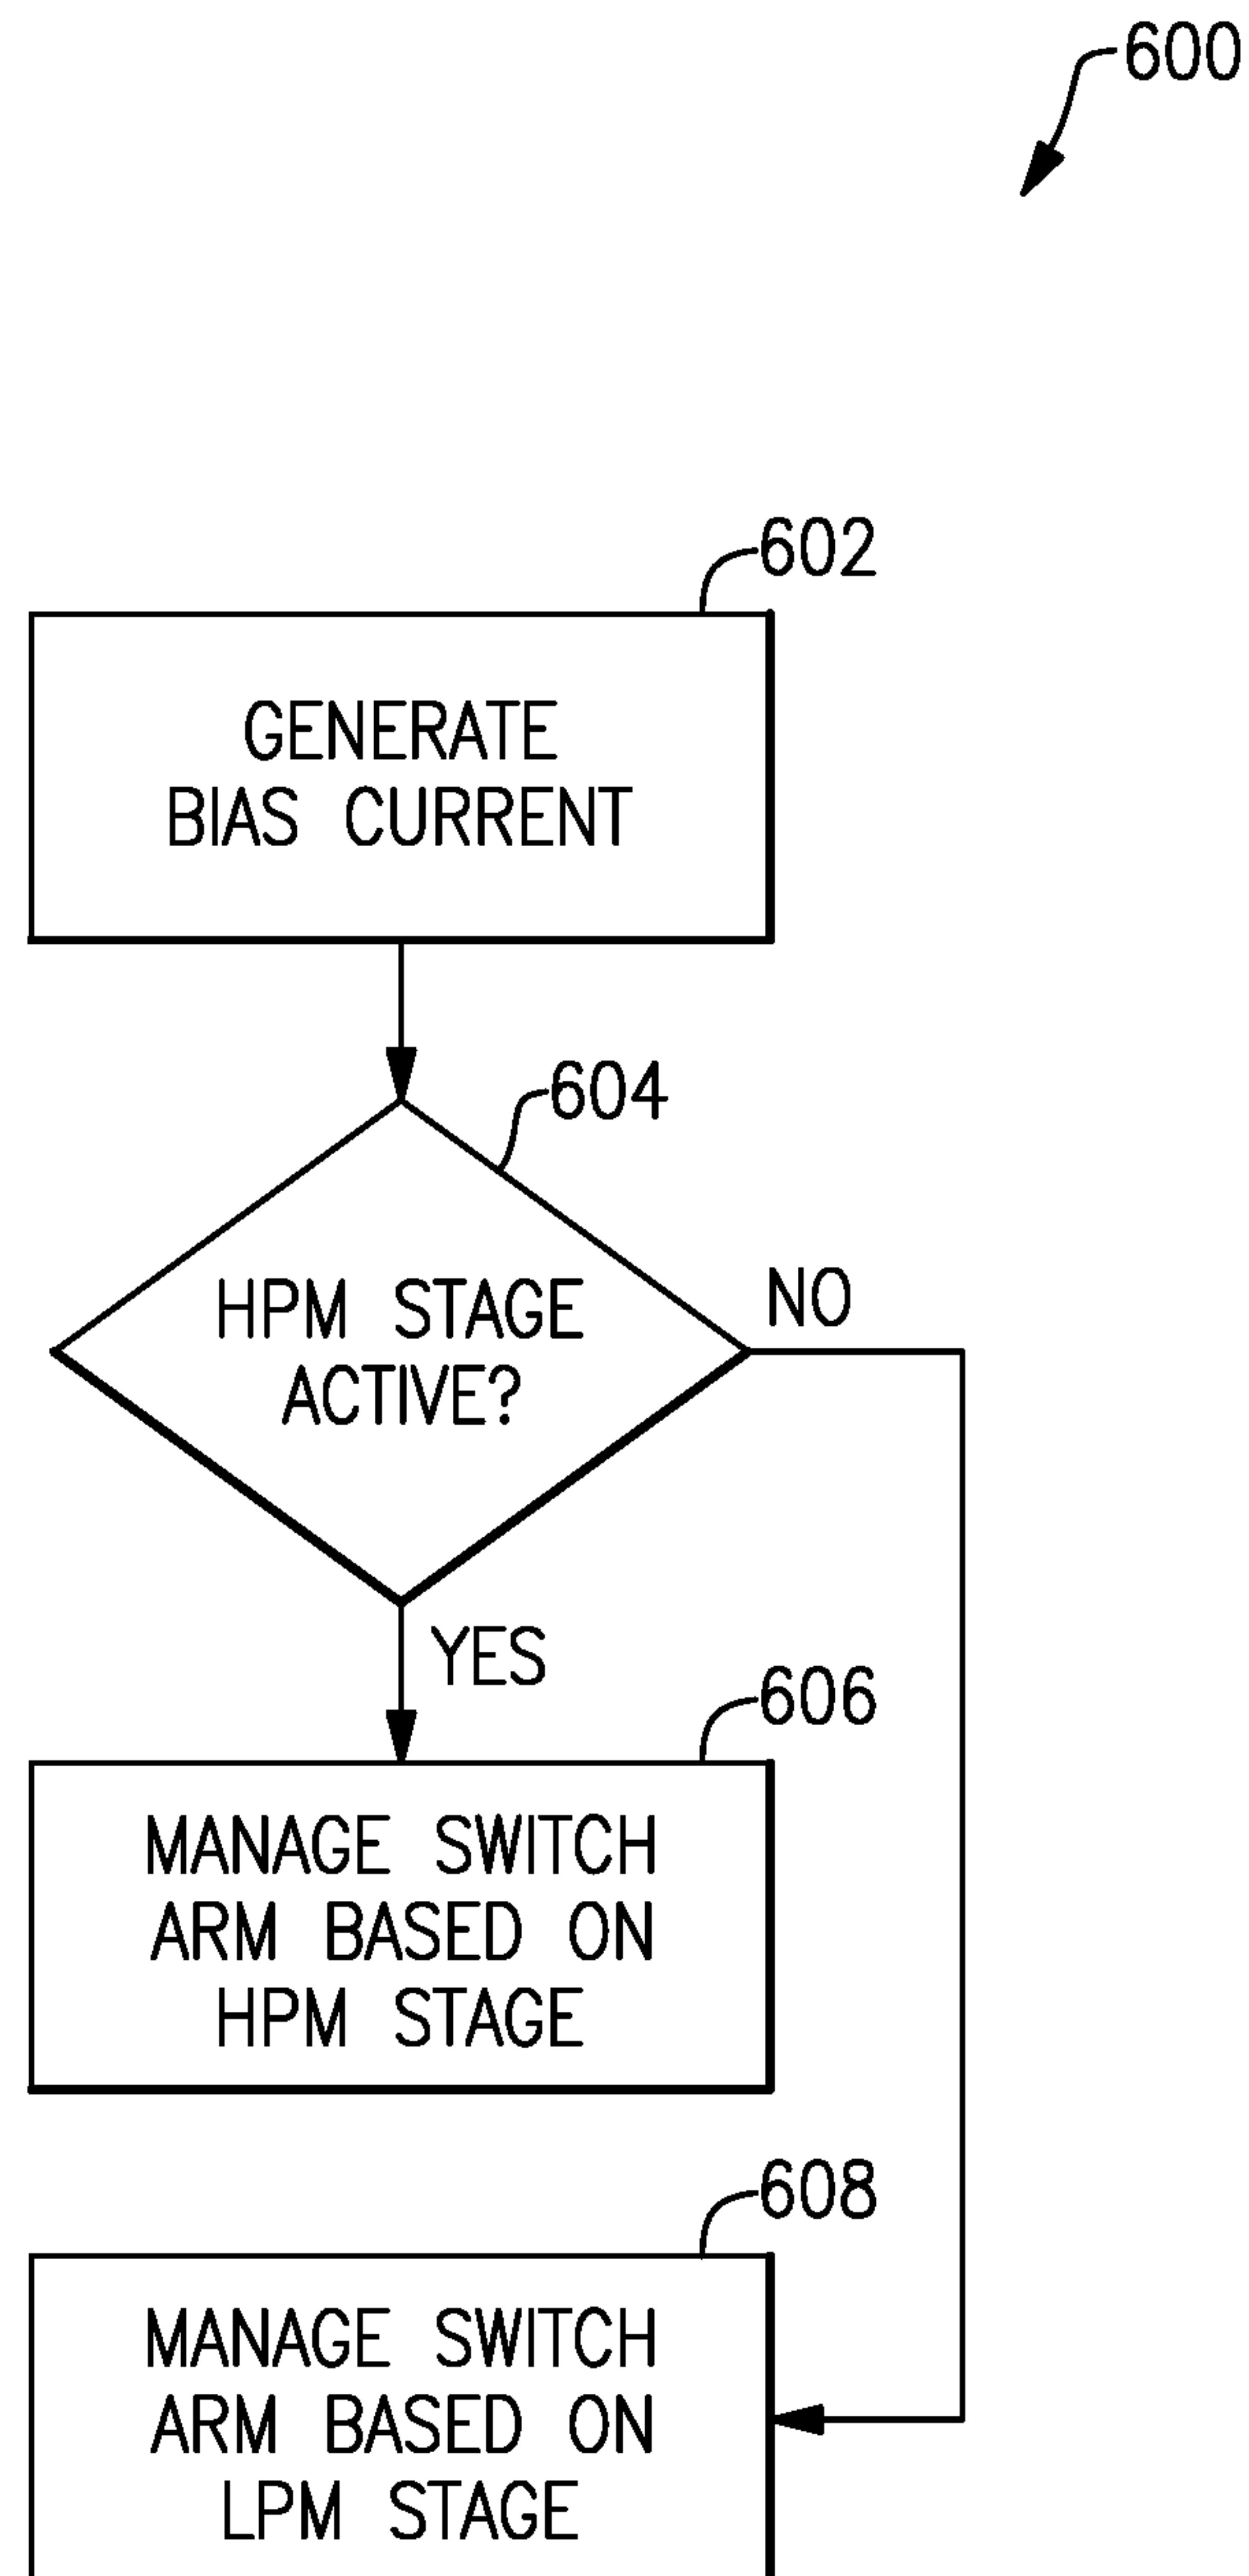 600
602
GENERATE
BIAS CURRENT
604
HPM STAGE
ACTIVE?
NO
YES
606
MANAGE SWITCH
ARM BASED ON
HPM STAGE
608
MANAGE SWITCH
ARM BASED ON
LPM STAGE